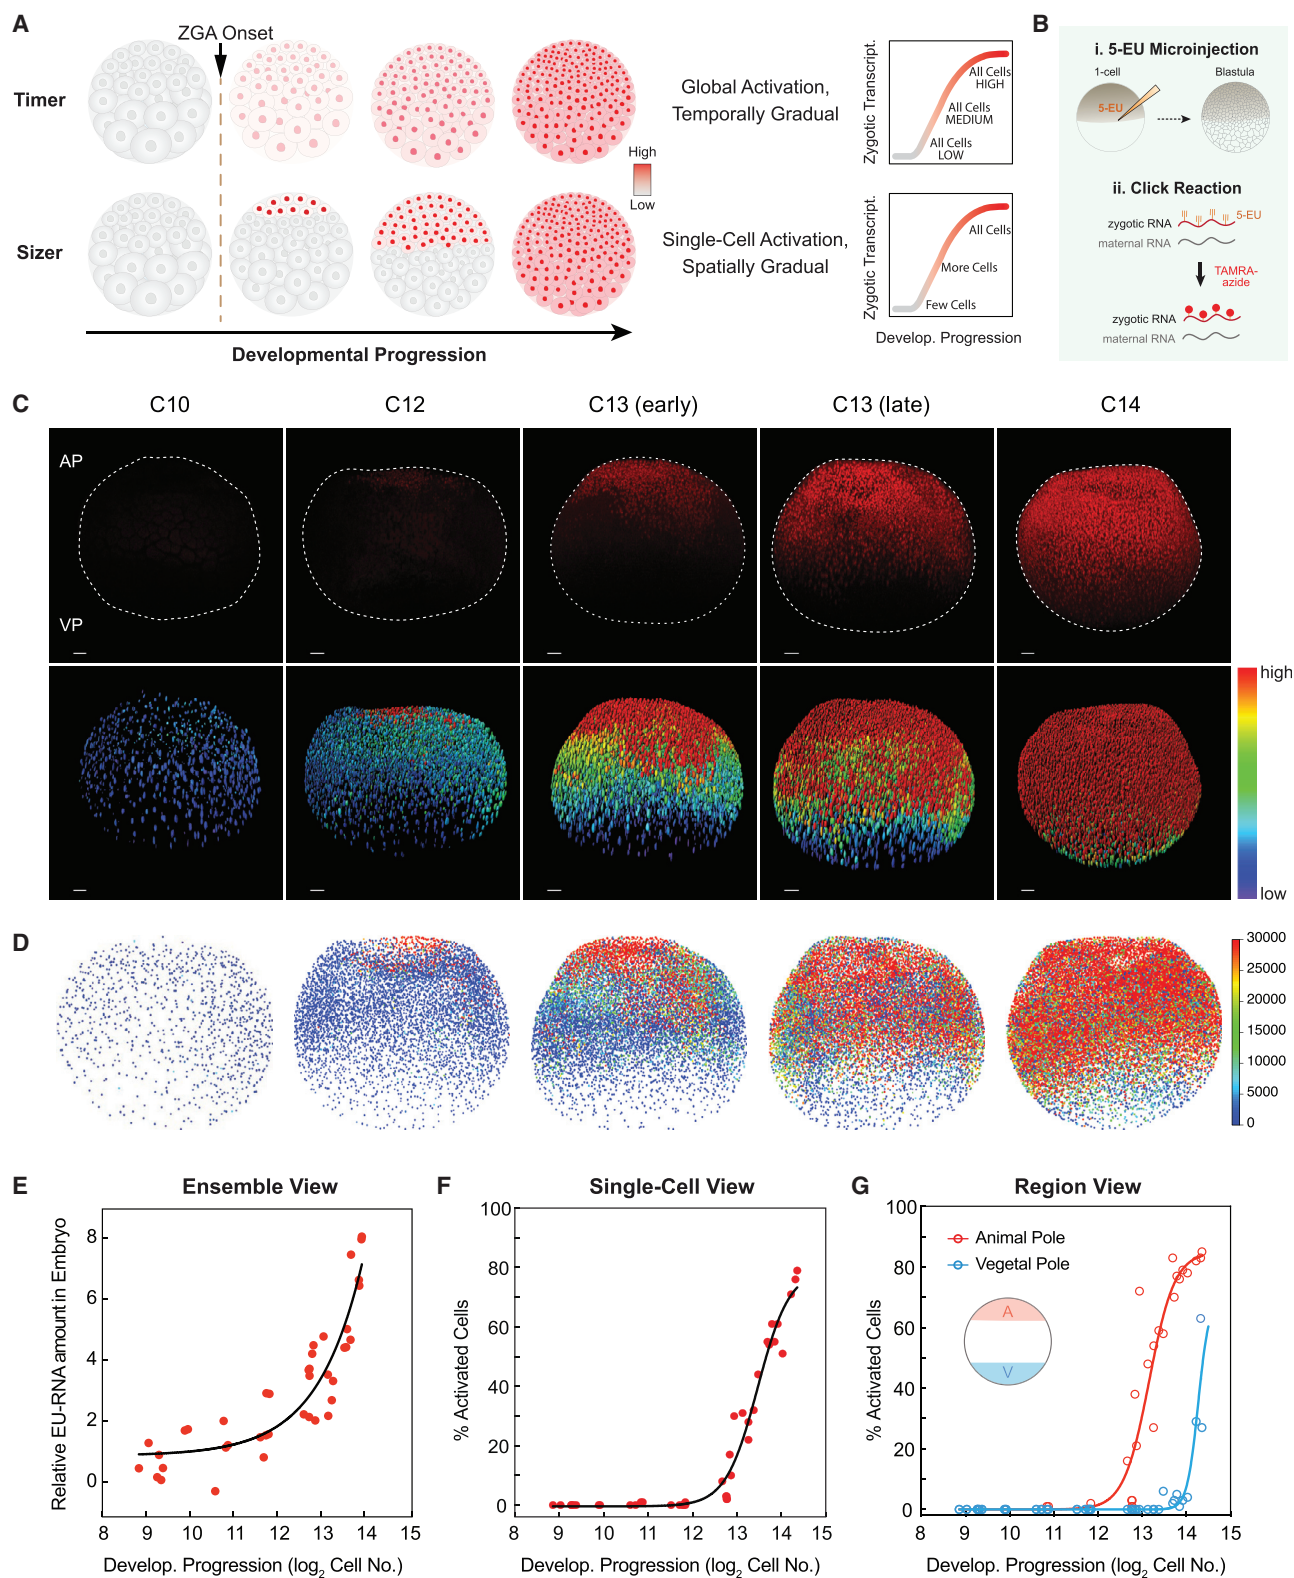 A
ZGA Onset
Timer
Global Activation,
Temporally Gradual
High
Low
Zygotic Transcript.
All Cells
HIGH
All Cells
MEDIUM
All Cells
LOW
Sizer
Single-Cell Activation,
Spatially Gradual
Zygotic Transcript.
All Cells
More Cells
Few Cells
Develop. Progression
Developmental Progression
B
i. 5-EU Microinjection
1-cell
Blastula
5-EU
ii. Click Reaction
zygotic RNA
5-EU
maternal RNA
TAMRA-
azide
zygotic RNA
maternal RNA
C
C10
C12
C13 (early)
C13 (late)
C14
AP
VP
high
low
D
30000
25000
20000
15000
10000
5000
0
E
Ensemble View
Relative EU-RNA amount in Embryo
8
6
4
2
0
8 9 10 11 12 13 14 15
Develop. Progression (log2 Cell No.)
F
Single-Cell View
% Activated Cells
100
80
60
40
20
0
8 9 10 11 12 13 14 15
Develop. Progression (log2 Cell No.)
G
Region View
% Activated Cells
100
80
60
40
20
0
Animal Pole
Vegetal Pole
A
V
8 9 10 11 12 13 14 15
Develop. Progression (log2 Cell No.)